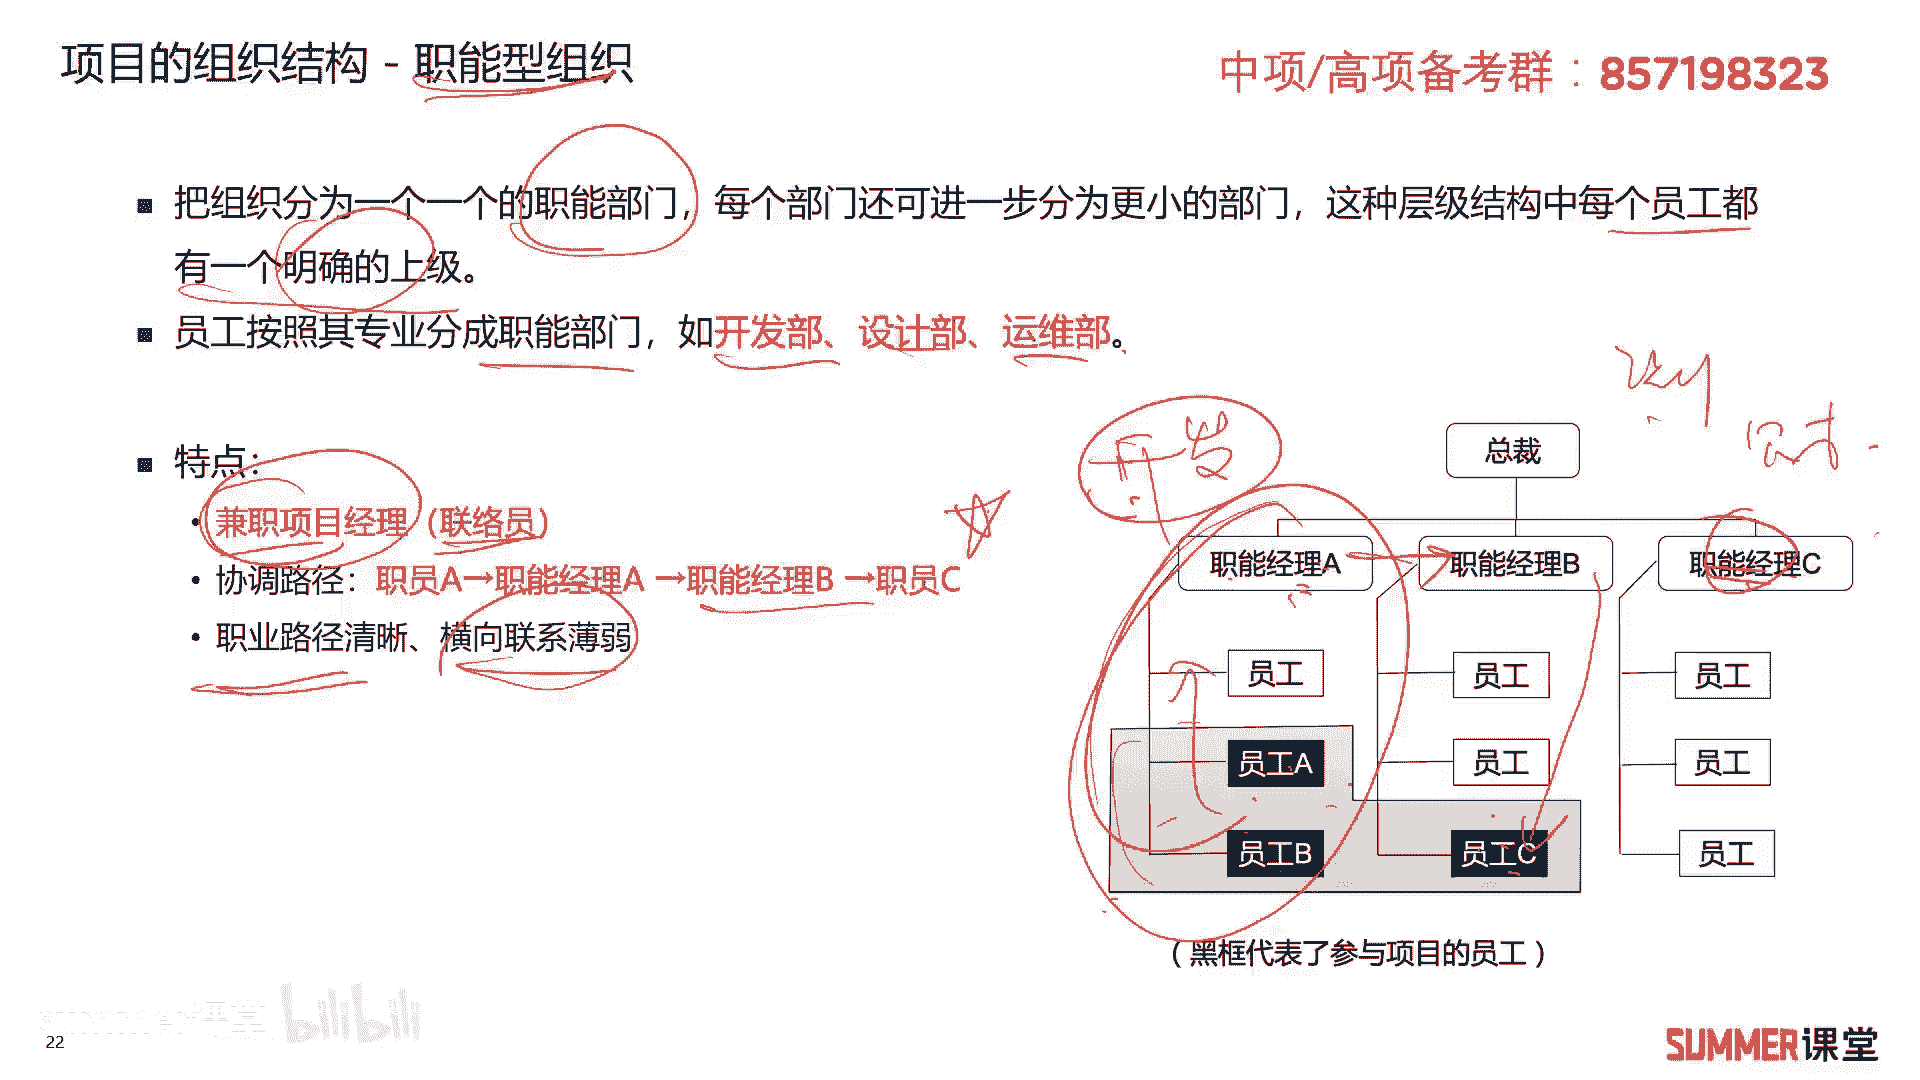 项目的组织结构 - 职能型组织
中项/高项备考群：857198323
■ 把组织分为一个一个的职能部门，每个部门还可进一步分为更小的部门，这种层级结构中每个员工都
有一个明确的上级。
■ 员工按照其专业分成职能部门，如开发部、设计部、运维部。
■ 特点：
• 兼职项目经理（联络员）
• 协调路径：职员A→职能经理A →职能经理B →职员C
• 职业路径清晰、横向联系薄弱
开发
总裁
职能经理A 职能经理B 职能经理C
员工 员工 员工
员工A 员工 员工
员工B 员工C 员工
（黑框代表了参与项目的员工）
summer课堂 bilibili
22
SUMMER课堂